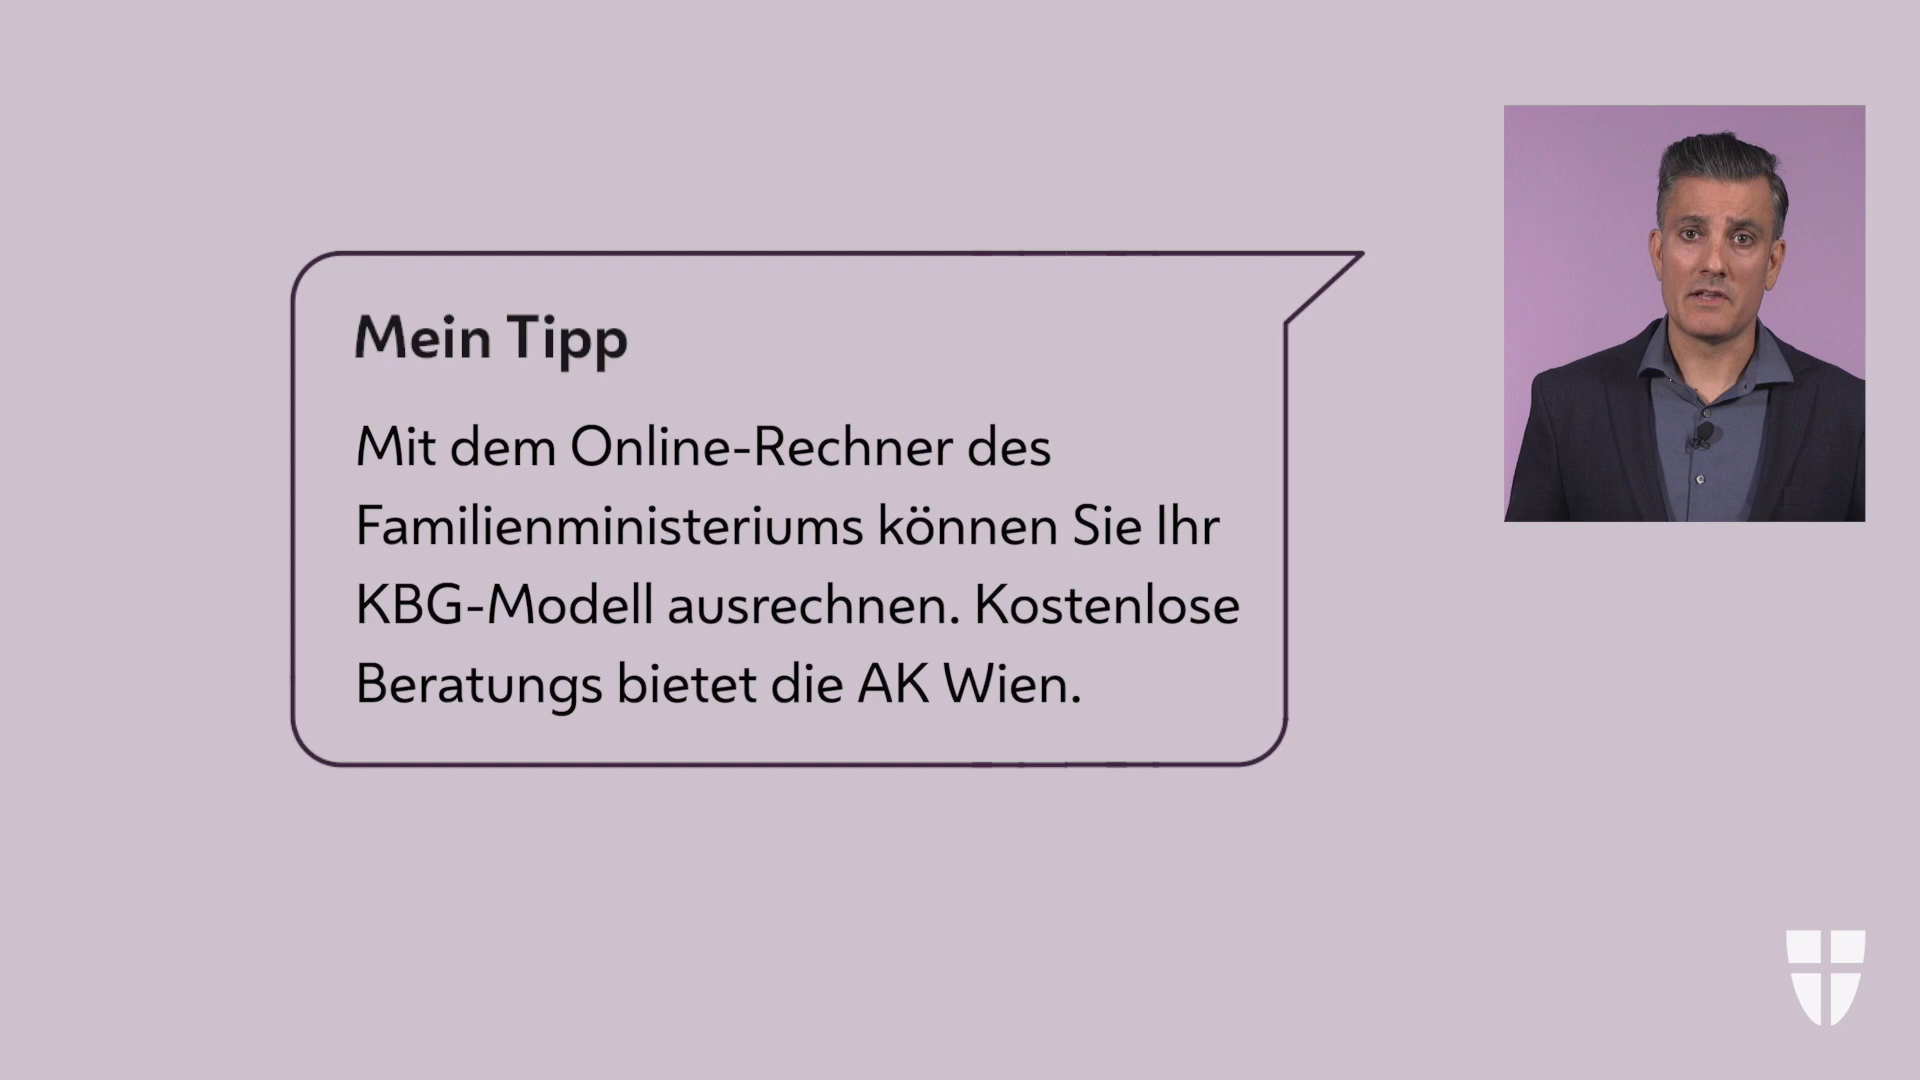 Mein Tipp
Mit dem Online-Rechner des
Familienministeriums können Sie Ihr
KBG-Modell ausrechnen. Kostenlose
Beratungs bietet die AK Wien.